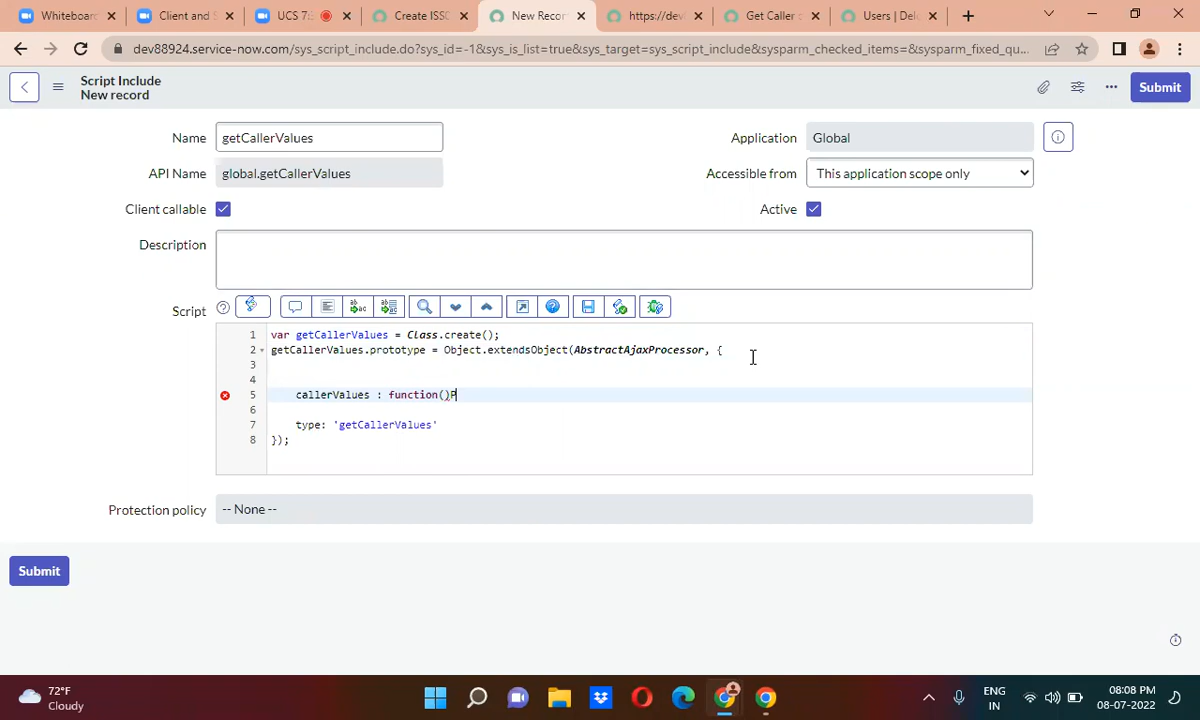 Whiteboard
Client and S
UCS 7:
Create ISSC
New Recor
https://dev
Get Caller c
Users | Del
dev88924.service-now.com/sys_script_include.do?sys_id=-1&sys_is_list=true&sys_target=sys_script_include&sysparm_checked_items=&sysparm_fixed_qu...
Script Include
New record
Submit
Name
getCallerValues
Application
Global
API Name
global.getCallerValues
Accessible from
This application scope only
Client callable
Active
Description
Script
1 var getCallerValues = Class.create();
2 getCallerValues.prototype = Object.extendsObject(AbstractAjaxProcessor, {
3
4
5 callerValues : function()P
6
7 type: 'getCallerValues'
8 });
Protection policy
-- None --
Submit
72°F
Cloudy
ENG
IN
08:08 PM
08-07-2022